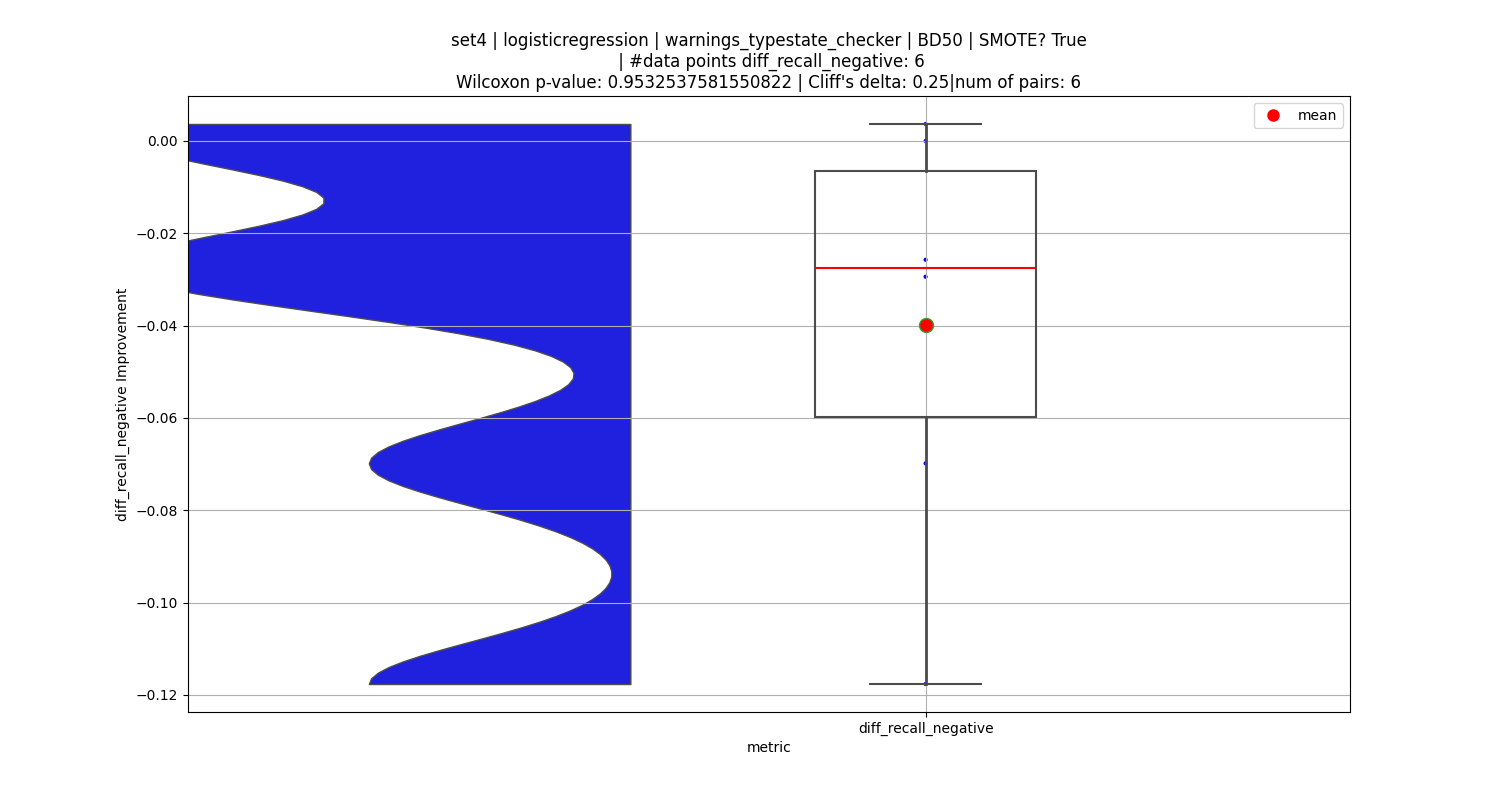 set4 | logisticregression | warnings_typestate_checker | BD50 | SMOTE? True
| #data points diff_recall_negative: 6
Wilcoxon p-value: 0.9532537581550822 | Cliff's delta: 0.25|num of pairs: 6
mean
0.00
−0.02
−0.04
−0.06
−0.08
−0.10
−0.12
diff_recall_negative Improvement
diff_recall_negative
metric